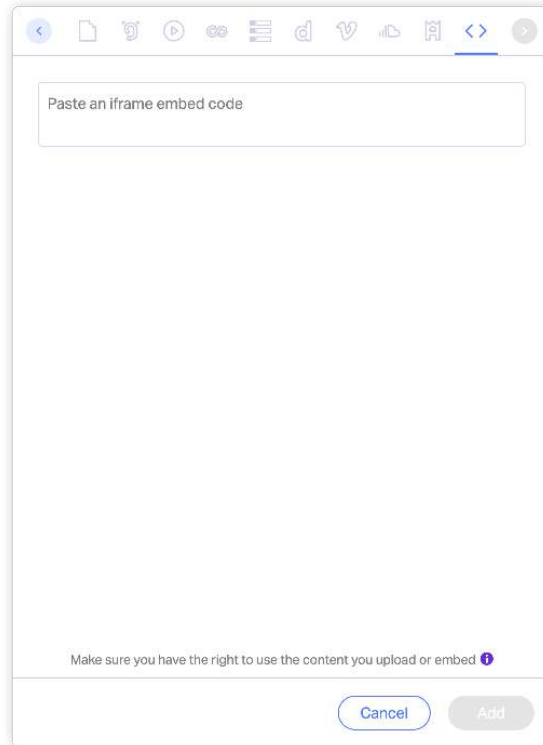 Paste an iframe embed code
Make sure you have the right to use the content you upload or embed
Cancel
Add